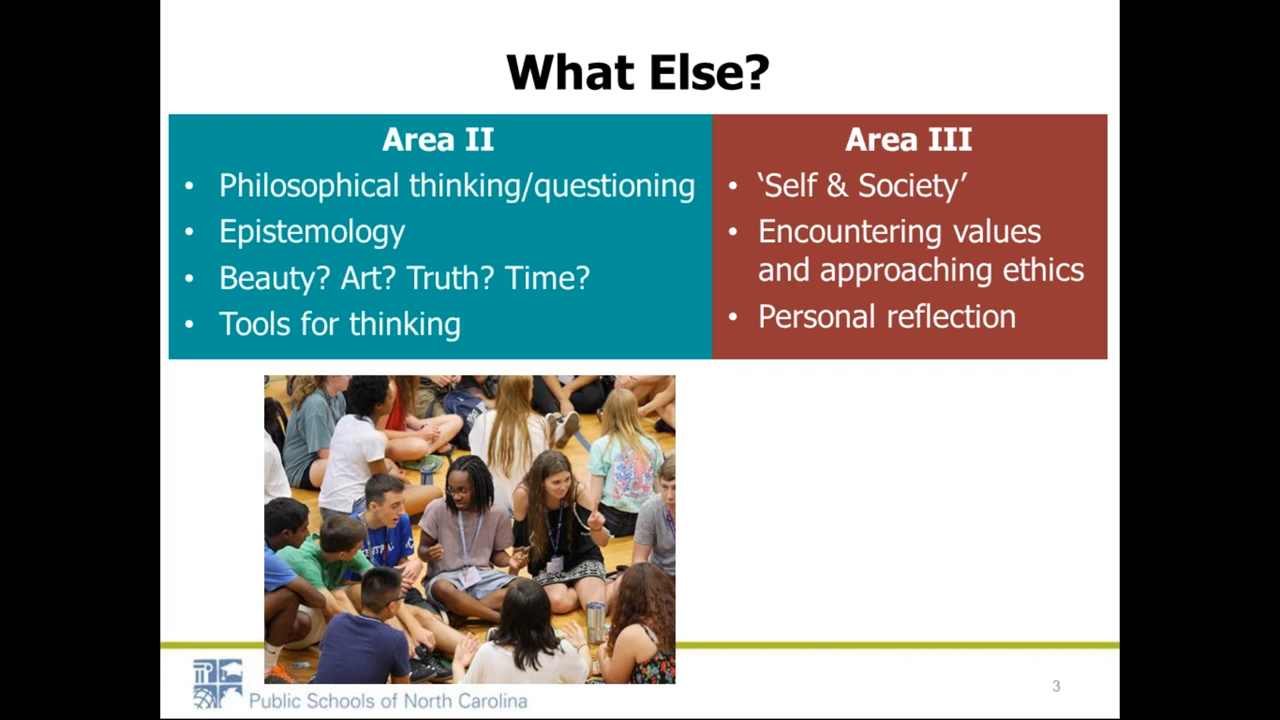 What Else?
Area II
• Philosophical thinking/questioning
• Epistemology
• Beauty? Art? Truth? Time?
• Tools for thinking
Area III
• ‘Self & Society’
• Encountering values
and approaching ethics
• Personal reflection
Public Schools of North Carolina
3